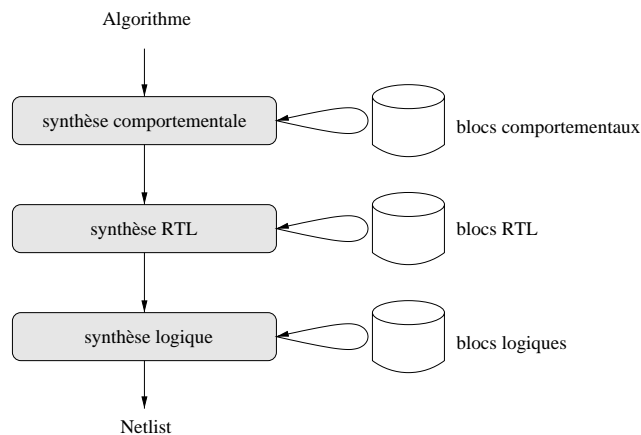 Algorithme
synthèse comportementale
blocs comportementaux
synthèse RTL
blocs RTL
synthèse logique
blocs logiques
Netlist